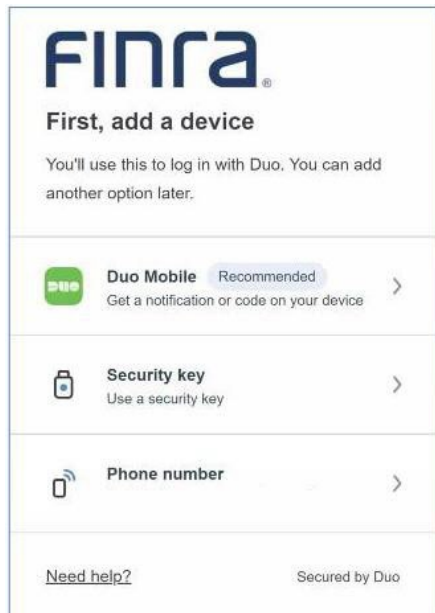 FINRA®
First, add a device
You'll use this to log in with Duo. You can add
another option later.
DUO
Duo Mobile Recommended
Get a notification or code on your device
Security key
Use a security key
Phone number
Need help? Secured by Duo